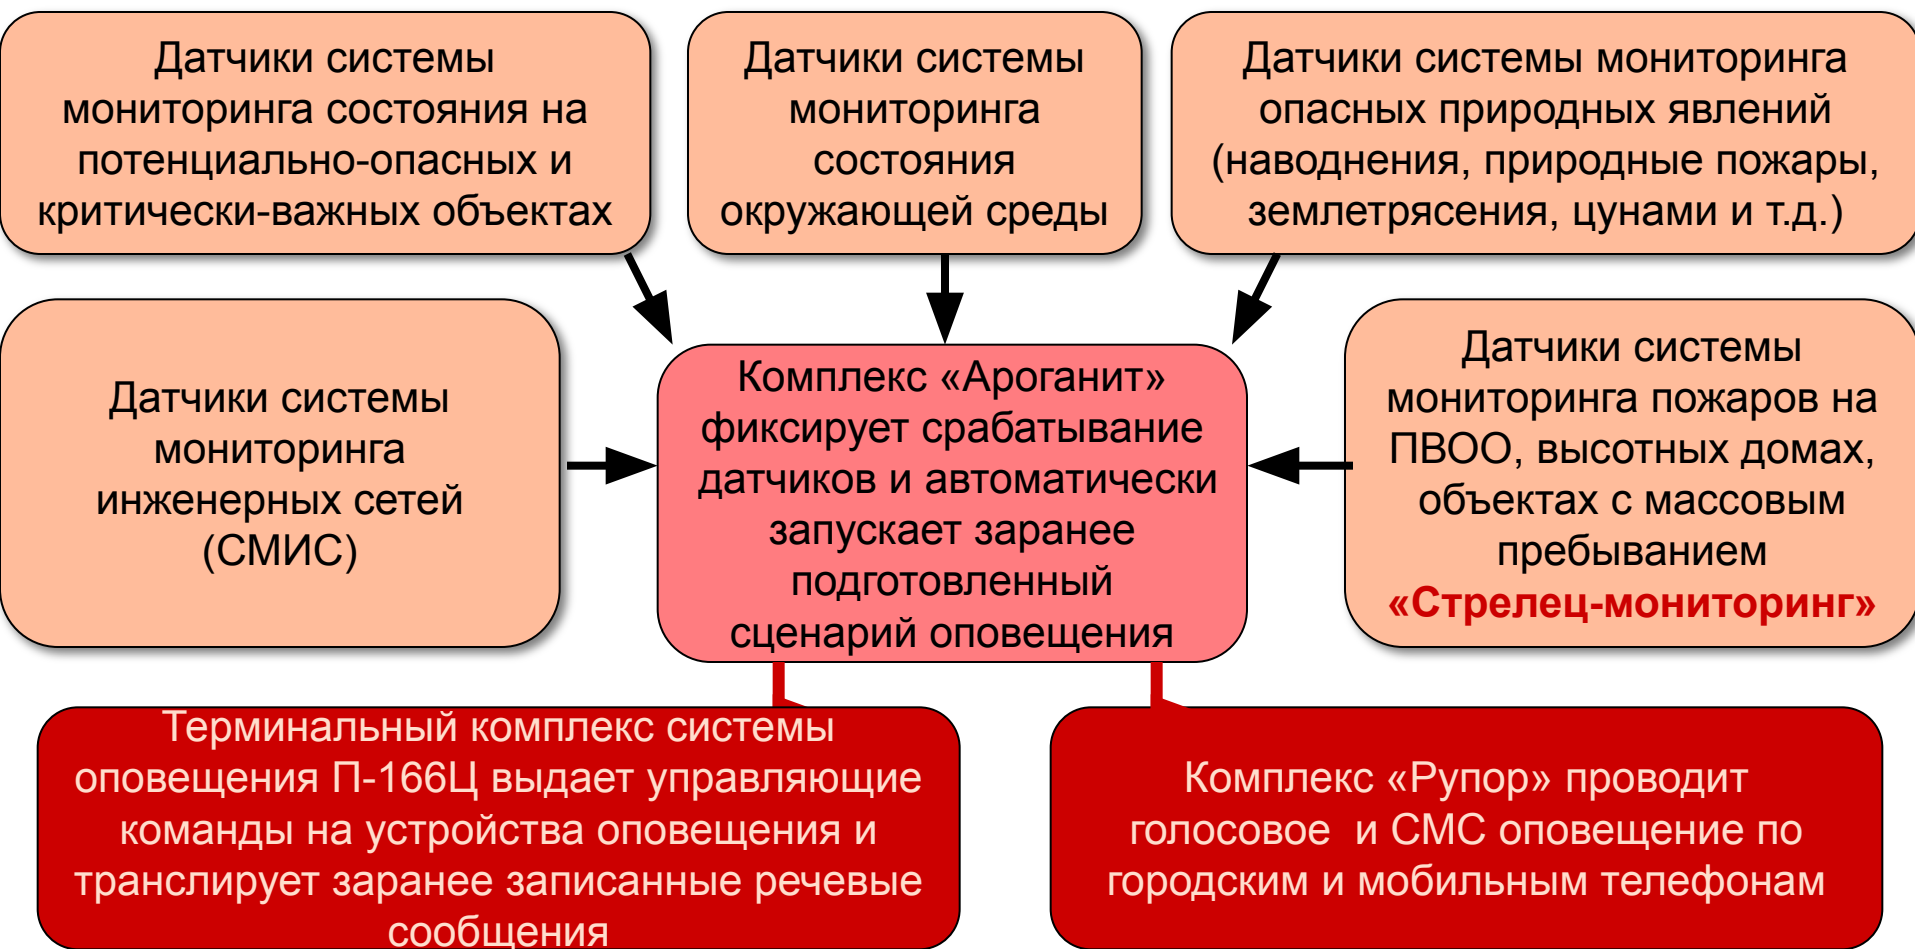 Датчики системы
мониторинга состояния на
потенциально-опасных и
критически-важных объектах
Датчики системы
мониторинга
состояния
окружающей среды
Датчики системы мониторинга
опасных природных явлений
(наводнения, природные пожары,
землетрясения, цунами и т.д.)
Датчики системы
мониторинга
инженерных сетей
(СМИС)
Комплекс «Ароганит»
фиксирует срабатывание
датчиков и автоматически
запускает заранее
подготовленный
сценарий оповещения
Датчики системы
мониторинга пожаров на
ПВОО, высотных домах,
объектах с массовым
пребыванием
«Стрелец-мониторинг»
Терминальный комплекс системы
оповещения П-166Ц выдает управляющие
команды на устройства оповещения и
транслирует заранее записанные речевые
сообщения
Комплекс «Рупор» проводит
голосовое  и СМС оповещение по
городским и мобильным телефонам